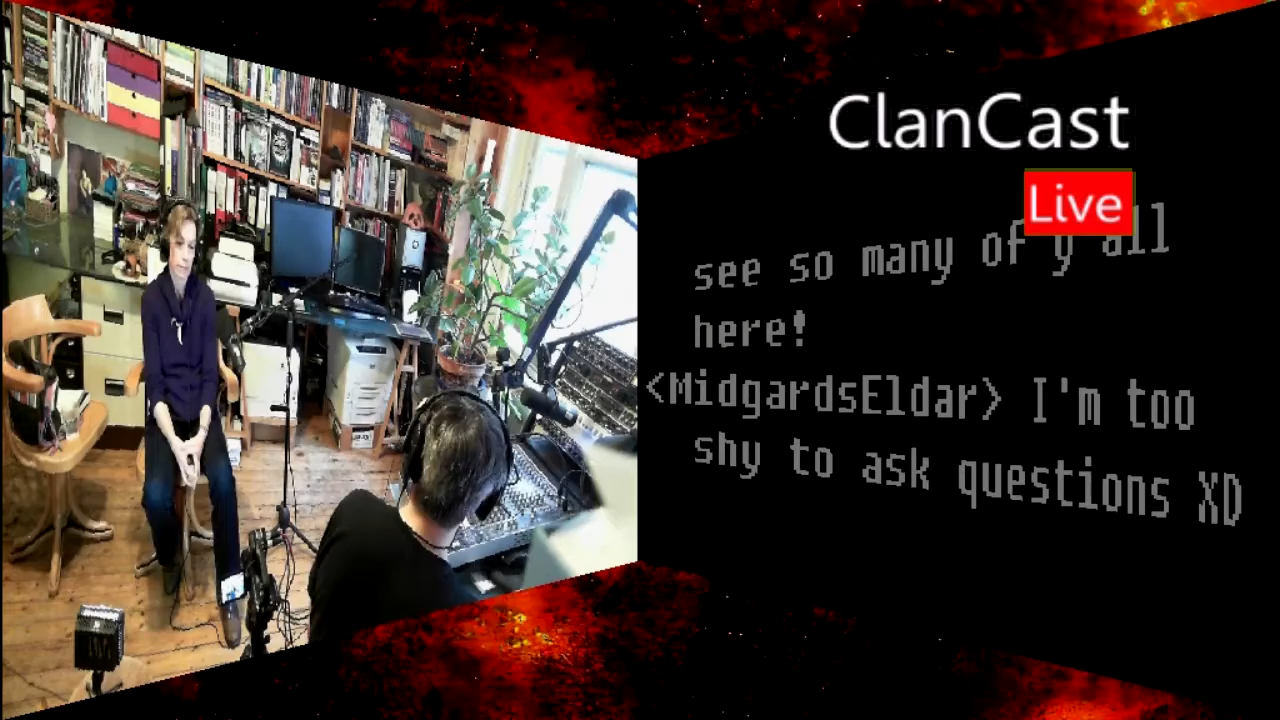 ClanCast
Live
see so many of y'all
here!
<MidgardsEldar> I'm too
shy to ask questions XD